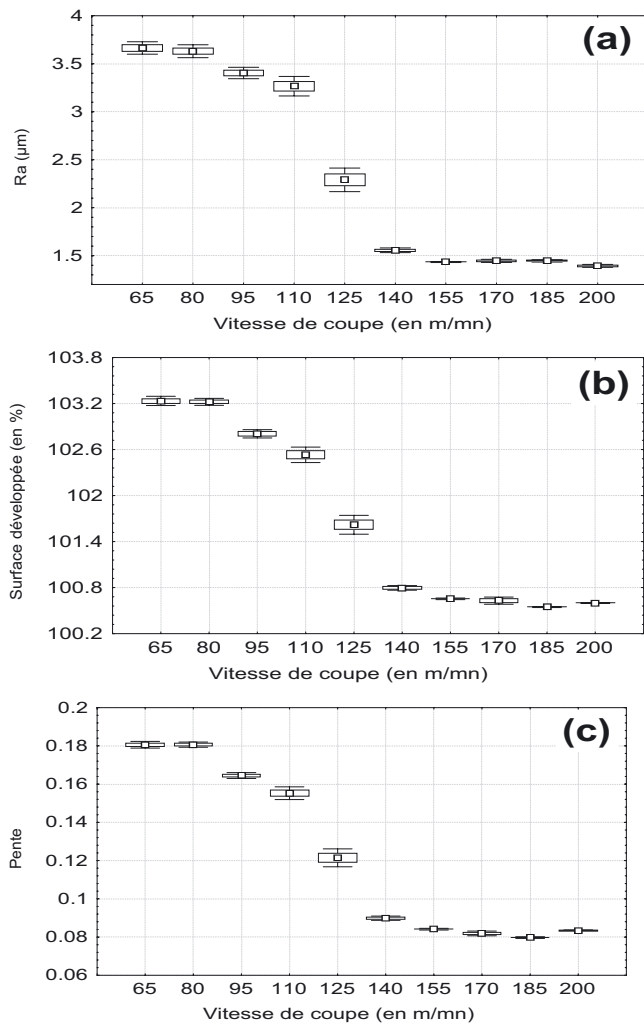 (a)
4
3.5
3
2.5
2
1.5
Ra (µm)
65 80 95 110 125 140 155 170 185 200
Vitesse de coupe (en m/mn)
(b)
103.8
103.2
102.6
102
101.4
100.8
100.2
Surface développée (en %)
65 80 95 110 125 140 155 170 185 200
Vitesse de coupe (en m/mn)
(c)
0.2
0.18
0.16
0.14
0.12
0.1
0.08
0.06
Pente
65 80 95 110 125 140 155 170 185 200
Vitesse de coupe (en m/mn)